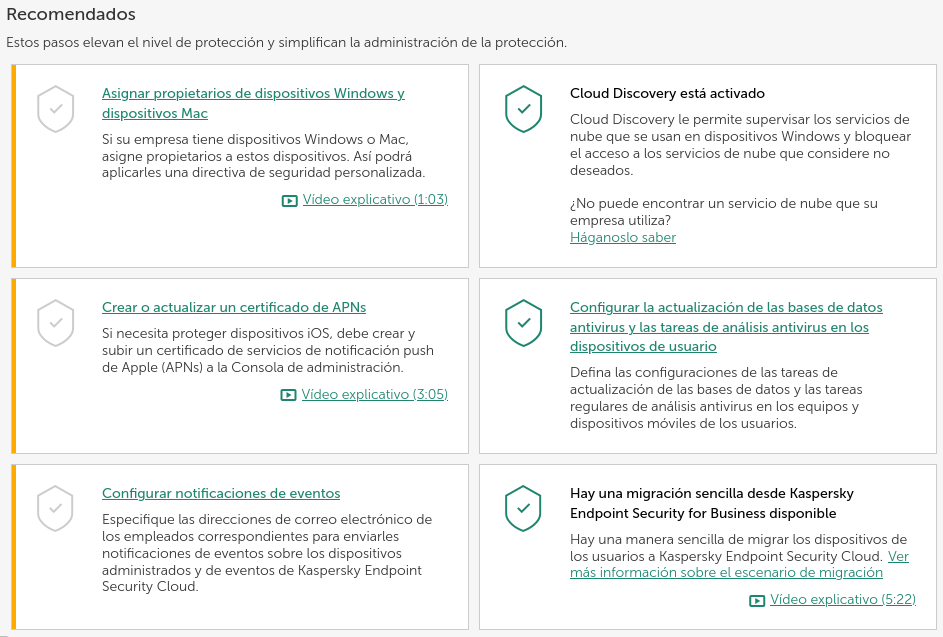 Recomendados
Estos pasos elevan el nivel de protección y simplifican la administración de la protección.
Asignar propietarios de dispositivos Windows y
dispositivos Mac
Si su empresa tiene dispositivos Windows o Mac,
asigne propietarios a estos dispositivos. Así podrá
aplicarles una directiva de seguridad personalizada.
Vídeo explicativo (1:03)
Cloud Discovery está activado
Cloud Discovery le permite supervisar los servicios de
nube que se usan en dispositivos Windows y bloquear
el acceso a los servicios de nube que considere no
deseados.
¿No puede encontrar un servicio de nube que su
empresa utiliza?
Háganoslo saber
Crear o actualizar un certificado de APNs
Si necesita proteger dispositivos iOS, debe crear y
subir un certificado de servicios de notificación push
de Apple (APNs) a la Consola de administración.
Vídeo explicativo (3:05)
Configurar la actualización de las bases de datos
antivirus y las tareas de análisis antivirus en los
dispositivos de usuario
Defina las configuraciones de las tareas de
actualización de las bases de datos y las tareas
regulares de análisis antivirus en los equipos y
dispositivos móviles de los usuarios.
Configurar notificaciones de eventos
Especifique las direcciones de correo electrónico de
los empleados correspondientes para enviarles
notificaciones de eventos sobre los dispositivos
administrados y de eventos de Kaspersky Endpoint
Security Cloud.
Hay una migración sencilla desde Kaspersky
Endpoint Security for Business disponible
Hay una manera sencilla de migrar los dispositivos de
los usuarios a Kaspersky Endpoint Security Cloud. Ver
más información sobre el escenario de migración
Vídeo explicativo (5:22)